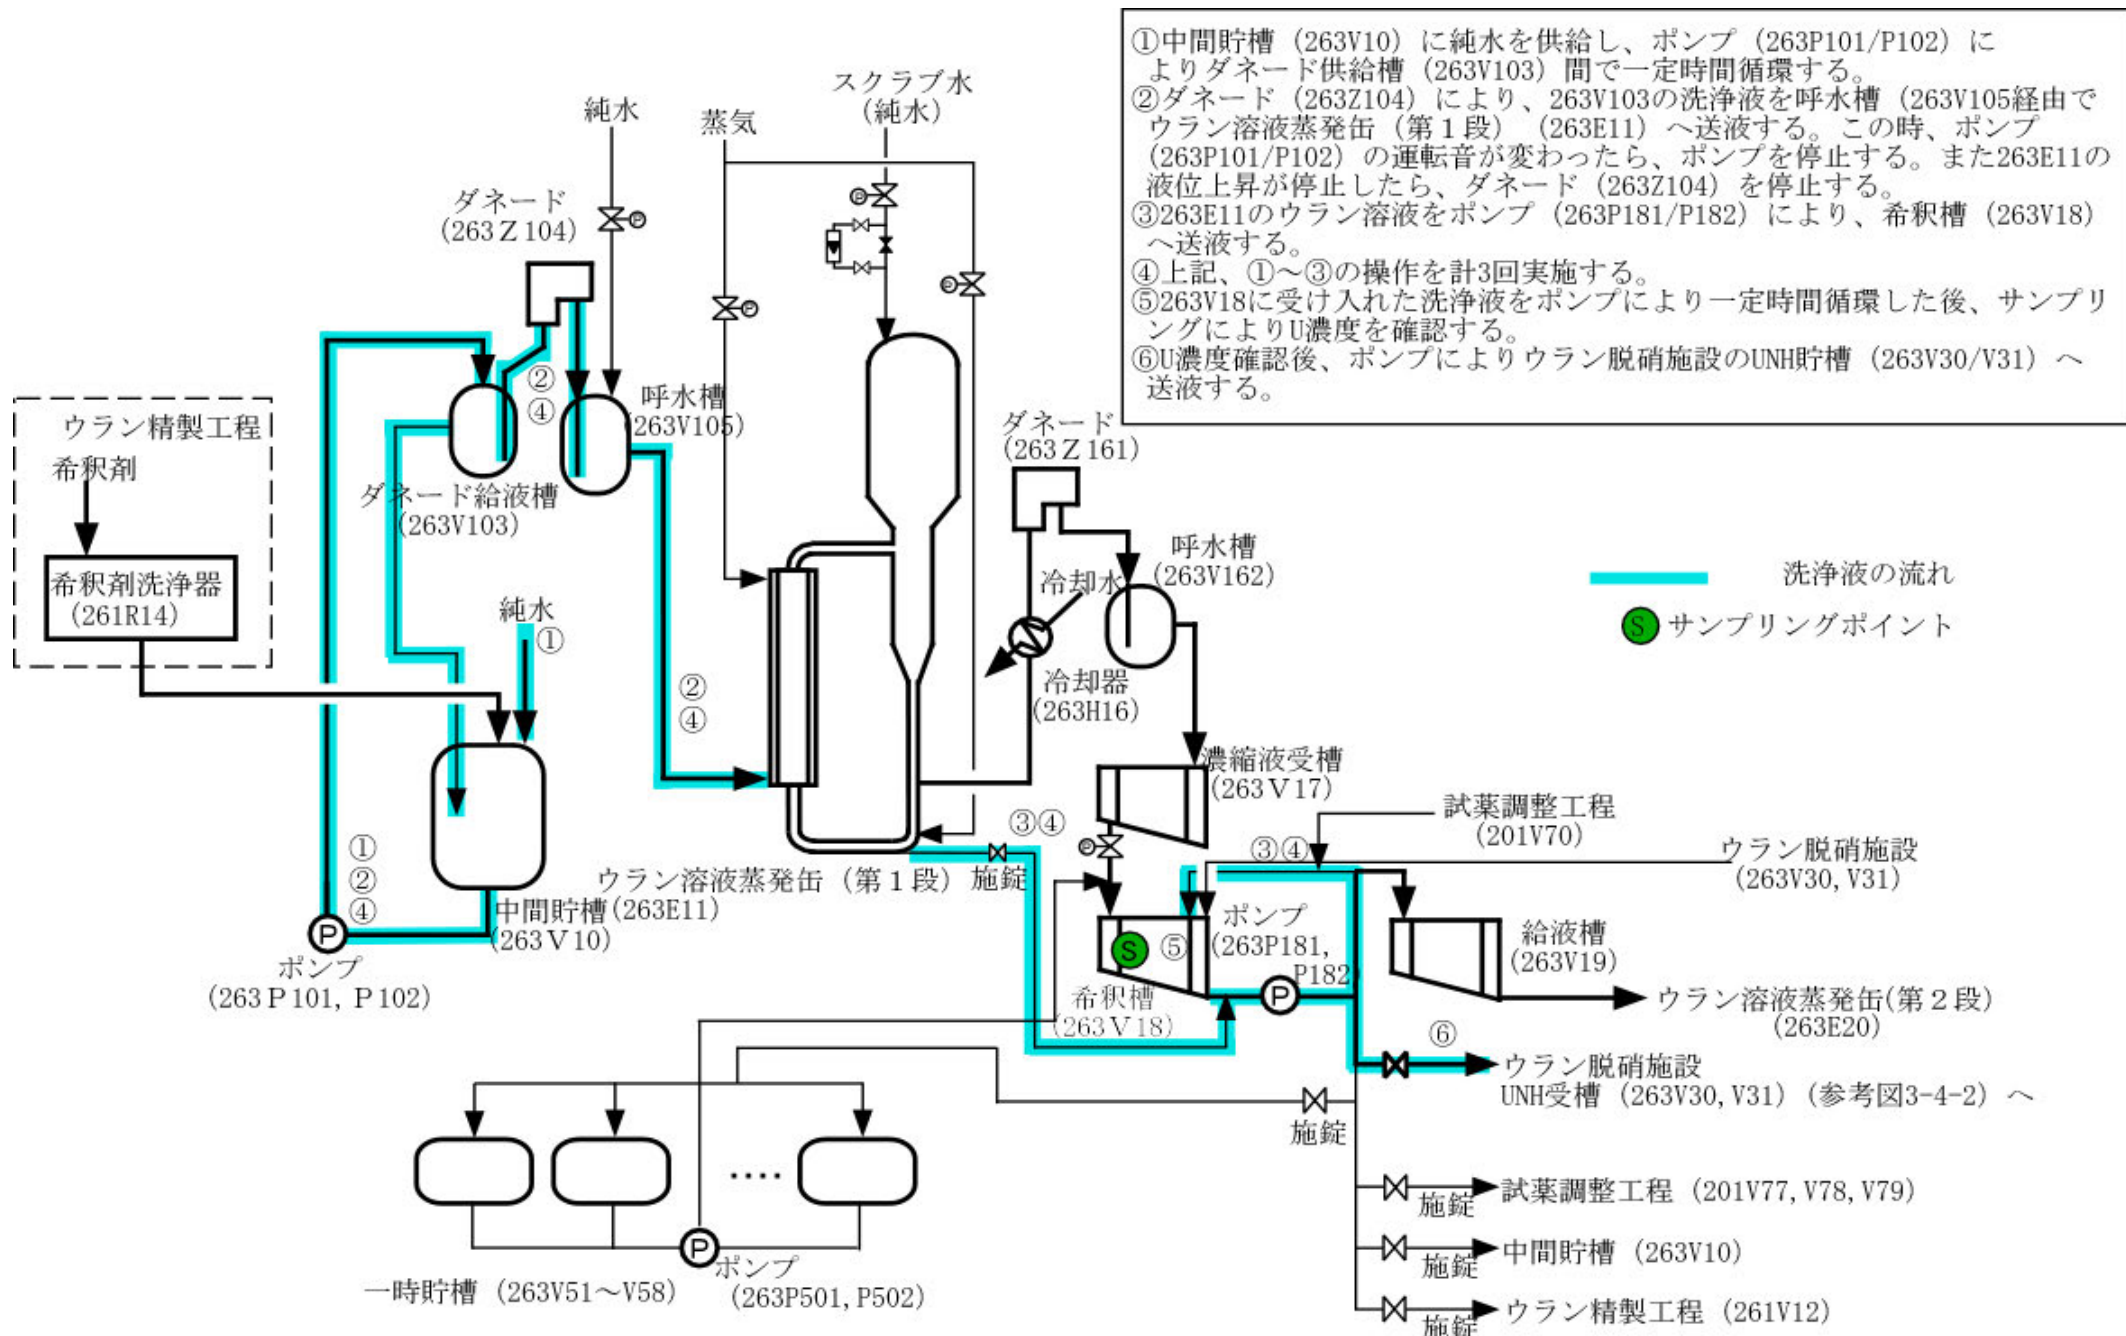 ①中間貯槽（263V10）に純水を供給し、ポンプ（263P101/P102）に
よりダネード供給槽（263V103）間で一定時間循環する。
②ダネード（263Z104）により、263V103の洗浄液を呼水槽（263V105経由で
ウラン溶液蒸発缶（第１段）（263E11）へ送液する。この時、ポンプ
（263P101/P102）の運転音が変わったら、ポンプを停止する。また263E11の
液位上昇が停止したら、ダネード（263Z104）を停止する。
③263E11のウラン溶液をポンプ（263P181/P182）により、希釈槽（263V18）
へ送液する。
④上記、①～③の操作を計3回実施する。
⑤263V18に受け入れた洗浄液をポンプにより一定時間循環した後、サンプリ
ングによりU濃度を確認する。
⑥U濃度確認後、ポンプによりウラン脱硝施設のUNH貯槽（263V30/V31）へ
送液する。
スクラブ水
（純水）
純水
蒸気
ダネード
(263Ｚ104)
P
P
P
P
②
④
呼水槽
(263V105)
ダネード給液槽
(263V103)
ウラン精製工程
希釈剤
希釈剤洗浄器
(261R14)
純水
①
ダネード
(263Ｚ161)
呼水槽
(263V162)
冷却水
冷却器
(263H16)
洗浄液の流れ
S サンプリングポイント
②
④
濃縮液受槽
(263Ｖ17)
①
②
④
P
中間貯槽
(263Ｖ10)
ポンプ
(263Ｐ101, Ｐ102)
ウラン溶液蒸発缶（第１段）
(263E11)
施錠
③④
P
③④
試薬調整工程
(201V70)
ウラン脱硝施設
(263V30, V31)
S
⑤
ポンプ
(263P181,
P182)
P
希釈槽
(263Ｖ18)
給液槽
(263V19)
ウラン溶液蒸発缶(第２段)
(263E20)
⑥
ウラン脱硝施設
UNH受槽（263V30, V31）（参考図3-4-2）へ
施錠
施錠
試薬調整工程（201V77, V78, V79）
施錠
中間貯槽（263V10）
施錠
ウラン精製工程（261V12）
‥‥
P
一時貯槽（263V51～V58）
ポンプ
(263P501, P502)